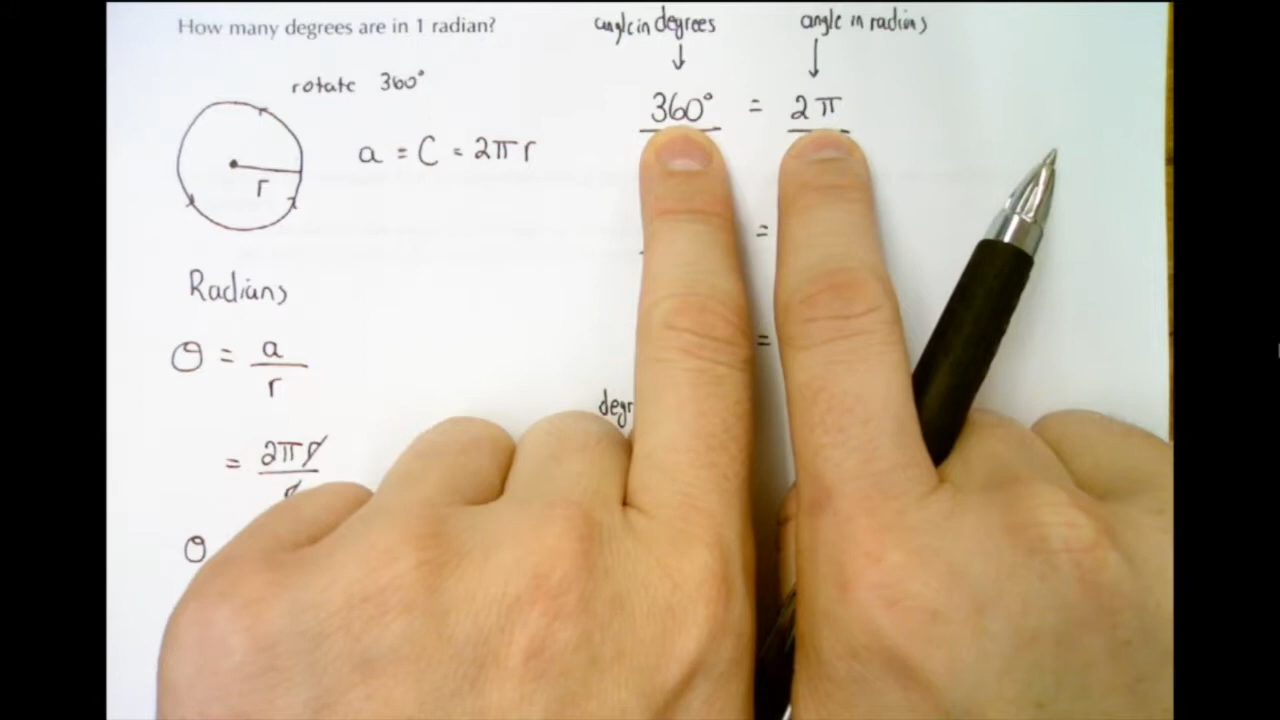 How many degrees are in 1 radian?
rotate 360°
r
a = C = 2πr
Radians
θ = a/r
= 2πr/r
θ
angle in degrees
angle in radians
360° = 2π
=
=
degr